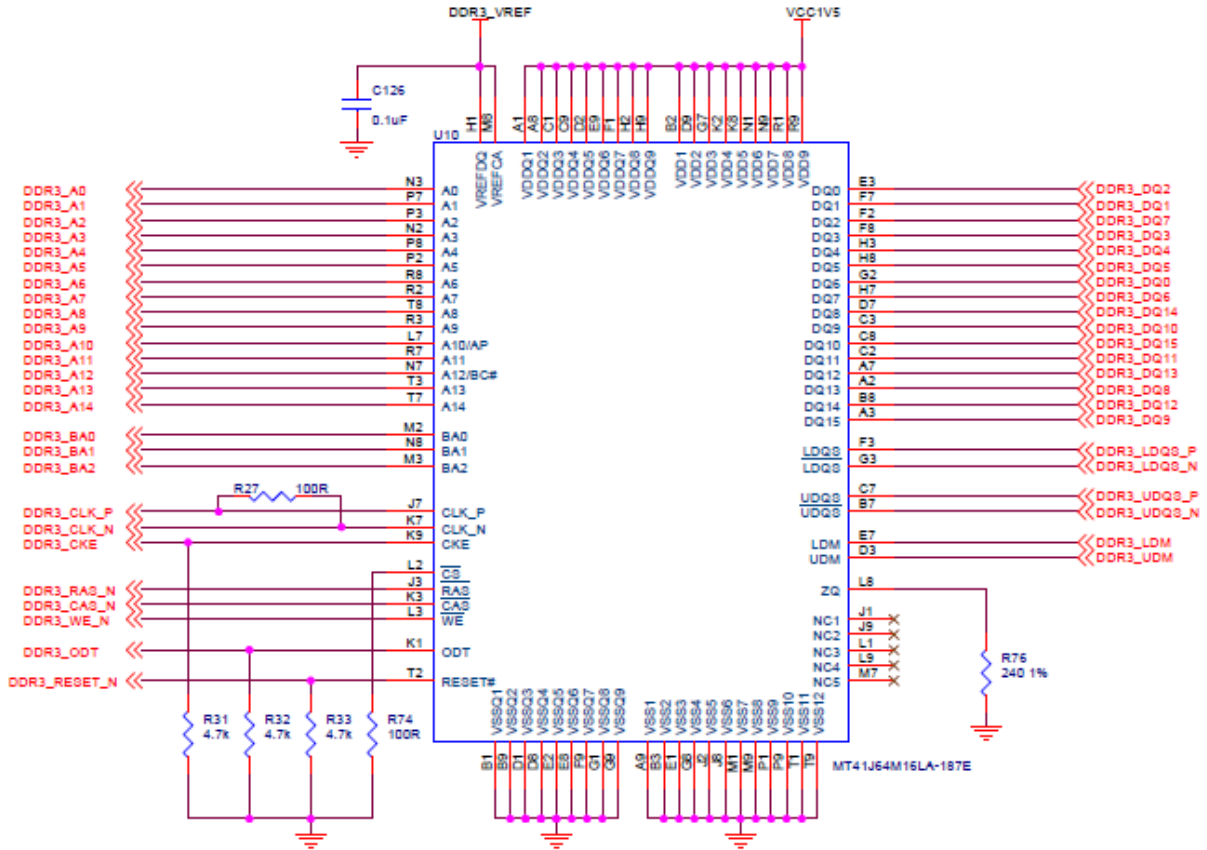 DDR3_VREF
VCC1V5
C126
0.1uF
U10
H1 M8 A1 A8 C1 C9 D2 E9 F1 H2 H9 B2 D9 G7 K2 K8 N1 N9 R1 R9
VREFDQ VREFCA VDDQ1 VDDQ2 VDDQ3 VDDQ4 VDDQ5 VDDQ6 VDDQ7 VDDQ8 VDDQ9 VDD1 VDD2 VDD3 VDD4 VDD5 VDD6 VDD7 VDD8 VDD9
DDR3_A0 N3 A0
DDR3_A1 P7 A1
DDR3_A2 P3 A2
DDR3_A3 N2 A3
DDR3_A4 P8 A4
DDR3_A5 P2 A5
DDR3_A6 R8 A6
DDR3_A7 R2 A7
DDR3_A8 T8 A8
DDR3_A9 R3 A9
DDR3_A10 L7 A10/AP
DDR3_A11 R7 A11
DDR3_A12 N7 A12/BC#
DDR3_A13 T3 A13
DDR3_A14 T7 A14
DDR3_BA0 M2 BA0
DDR3_BA1 N8 BA1
DDR3_BA2 M3 BA2
R27 100R
DDR3_CLK_P J7 CLK_P
DDR3_CLK_N K7 CLK_N
DDR3_CKE K9 CKE
L2 CS
DDR3_RAS_N J3 RAS
DDR3_CAS_N K3 CAS
DDR3_WE_N L3 WE
DDR3_ODT K1 ODT
DDR3_RESET_N T2 RESET#
DQ0 E3 DDR3_DQ2
DQ1 F7 DDR3_DQ1
DQ2 F2 DDR3_DQ7
DQ3 F8 DDR3_DQ3
DQ4 H3 DDR3_DQ4
DQ5 H8 DDR3_DQ5
DQ6 G2 DDR3_DQ0
DQ7 H7 DDR3_DQ6
DQ8 D7 DDR3_DQ14
DQ9 C3 DDR3_DQ10
DQ10 C8 DDR3_DQ15
DQ11 C2 DDR3_DQ11
DQ12 A7 DDR3_DQ13
DQ13 A2 DDR3_DQ8
DQ14 B8 DDR3_DQ12
DQ15 A3 DDR3_DQ9
LDQS F3 DDR3_LDQS_P
LDQS G3 DDR3_LDQS_N
UDQS C7 DDR3_UDQS_P
UDQS B7 DDR3_UDQS_N
LDM E7 DDR3_LDM
UDM D3 DDR3_UDM
ZQ L8
NC1 J1
NC2 J9
NC3 L1
NC4 L9
NC5 M7
R76
240 1%
R31
4.7k
R32
4.7k
R33
4.7k
R74
100R
VSSQ1 VSSQ2 VSSQ3 VSSQ4 VSSQ5 VSSQ6 VSSQ7 VSSQ8 VSSQ9 VSS1 VSS2 VSS3 VSS4 VSS5 VSS6 VSS7 VSS8 VSS9 VSS10 VSS11 VSS12
B1 B9 D1 D8 E2 E8 F9 G1 G9 A9 B3 E1 G8 J2 J8 M1 M9 P1 P9 T1 T9
MT41J64M16LA-187E